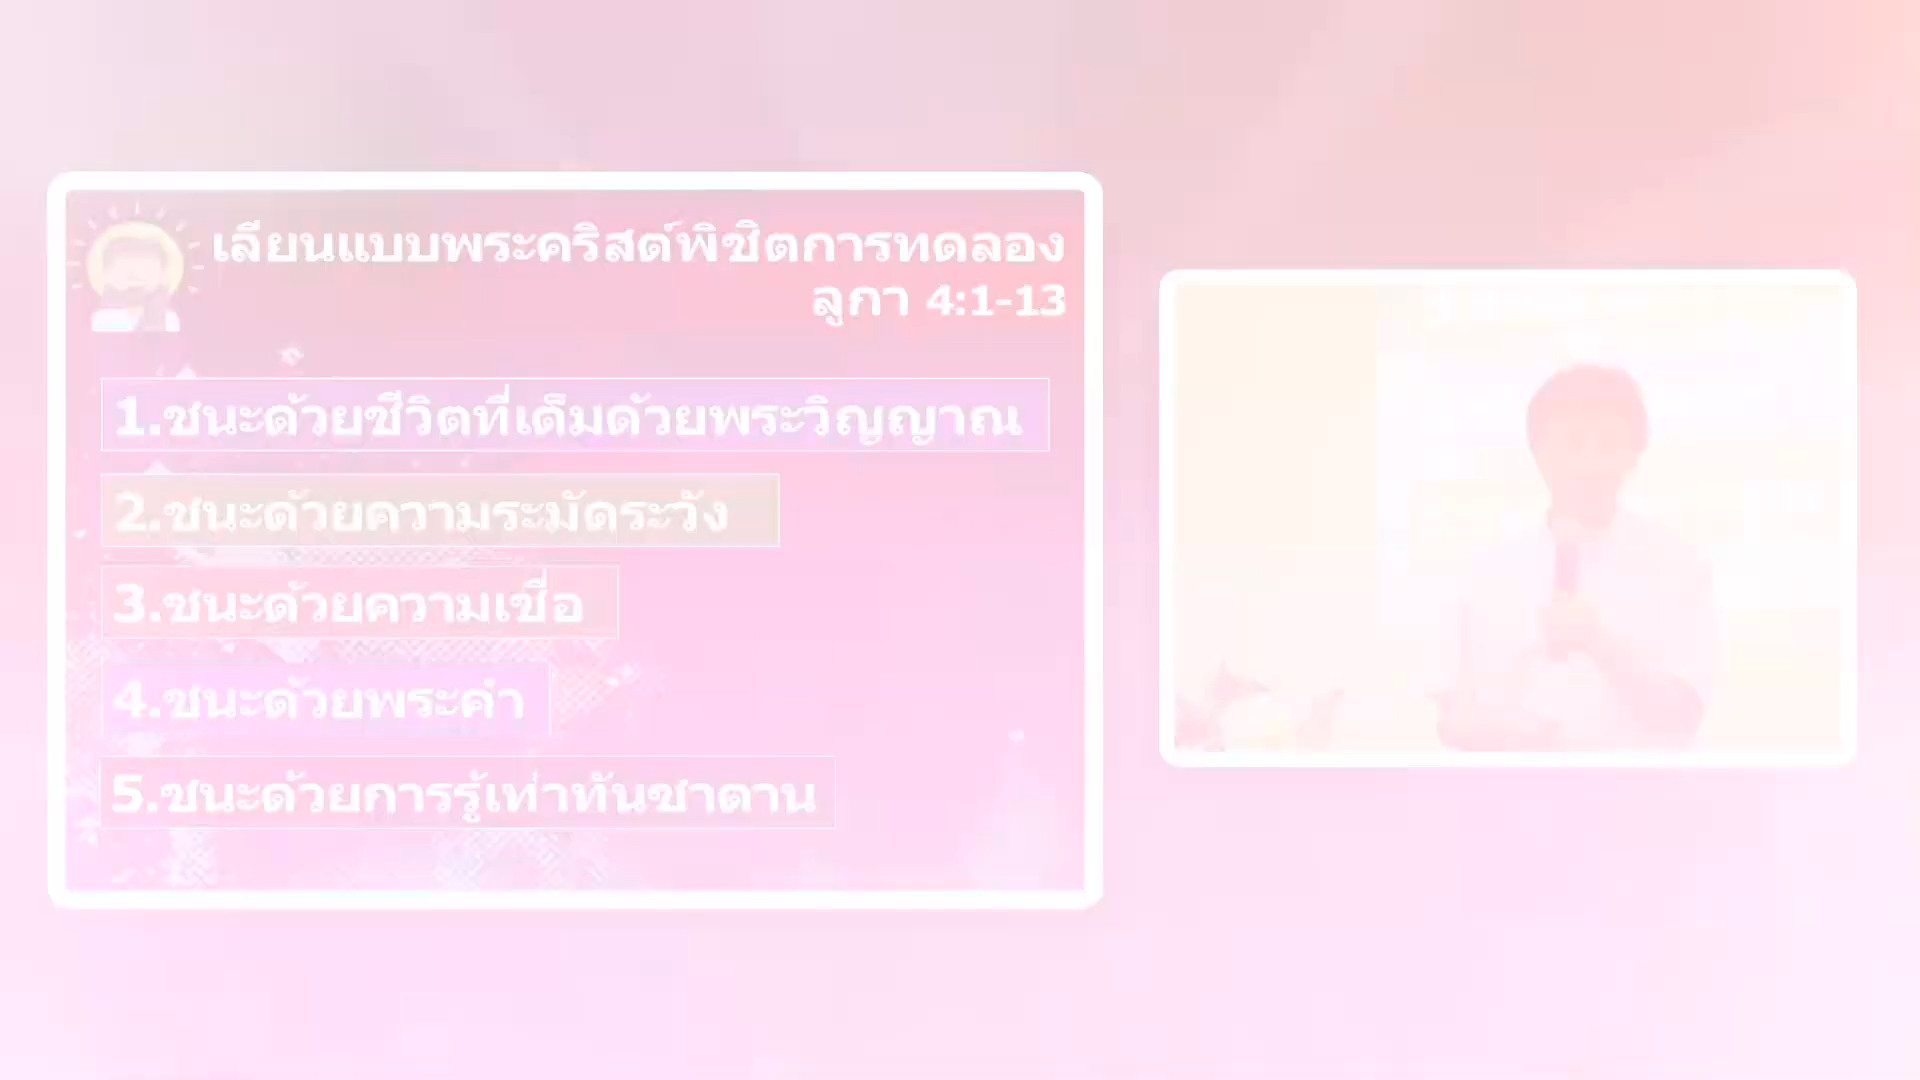 เลียนแบบพระคริสต์พิชิตการทดลอง
ลูกา 4:1-13
1.ชนะด้วยชีวิตที่เต็มด้วยพระวิญญาณ
2.ชนะด้วยความระมัดระวัง
3.ชนะด้วยความเชื่อ
4.ชนะด้วยพระคำ
5.ชนะด้วยการรู้เท่าทันซาตาน